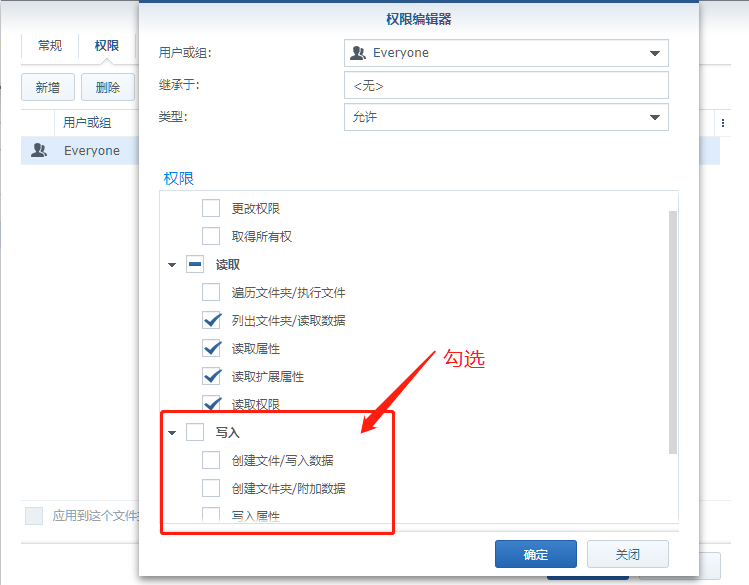 权限编辑器
常规 权限
用户或组: Everyone
继承于: <无>
类型: 允许
新增 删除
用户或组
Everyone
权限
更改权限
取得所有权
读取
遍历文件夹/执行文件
列出文件夹/读取数据
读取属性
勾选
读取扩展属性
读取权限
写入
创建文件/写入数据
创建文件夹/附加数据
写入属性
应用到这个文件
确定 关闭